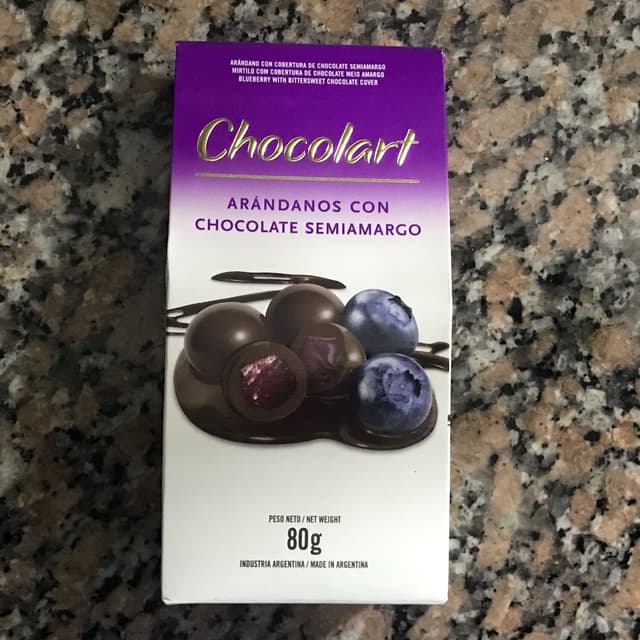 ARÁNDANO CON COBERTURA DE CHOCOLATE SEMIAMARGO
MIRTILO COM COBERTURA DE CHOCOLATE MEIO AMARGO
BLUEBERRY WITH BITTERSWEET CHOCOLATE COVER
Chocolart
ARÁNDANOS CON
CHOCOLATE SEMIAMARGO
PESO NETO / NET WEIGHT
80g
INDUSTRIA ARGENTINA / MADE IN ARGENTINA